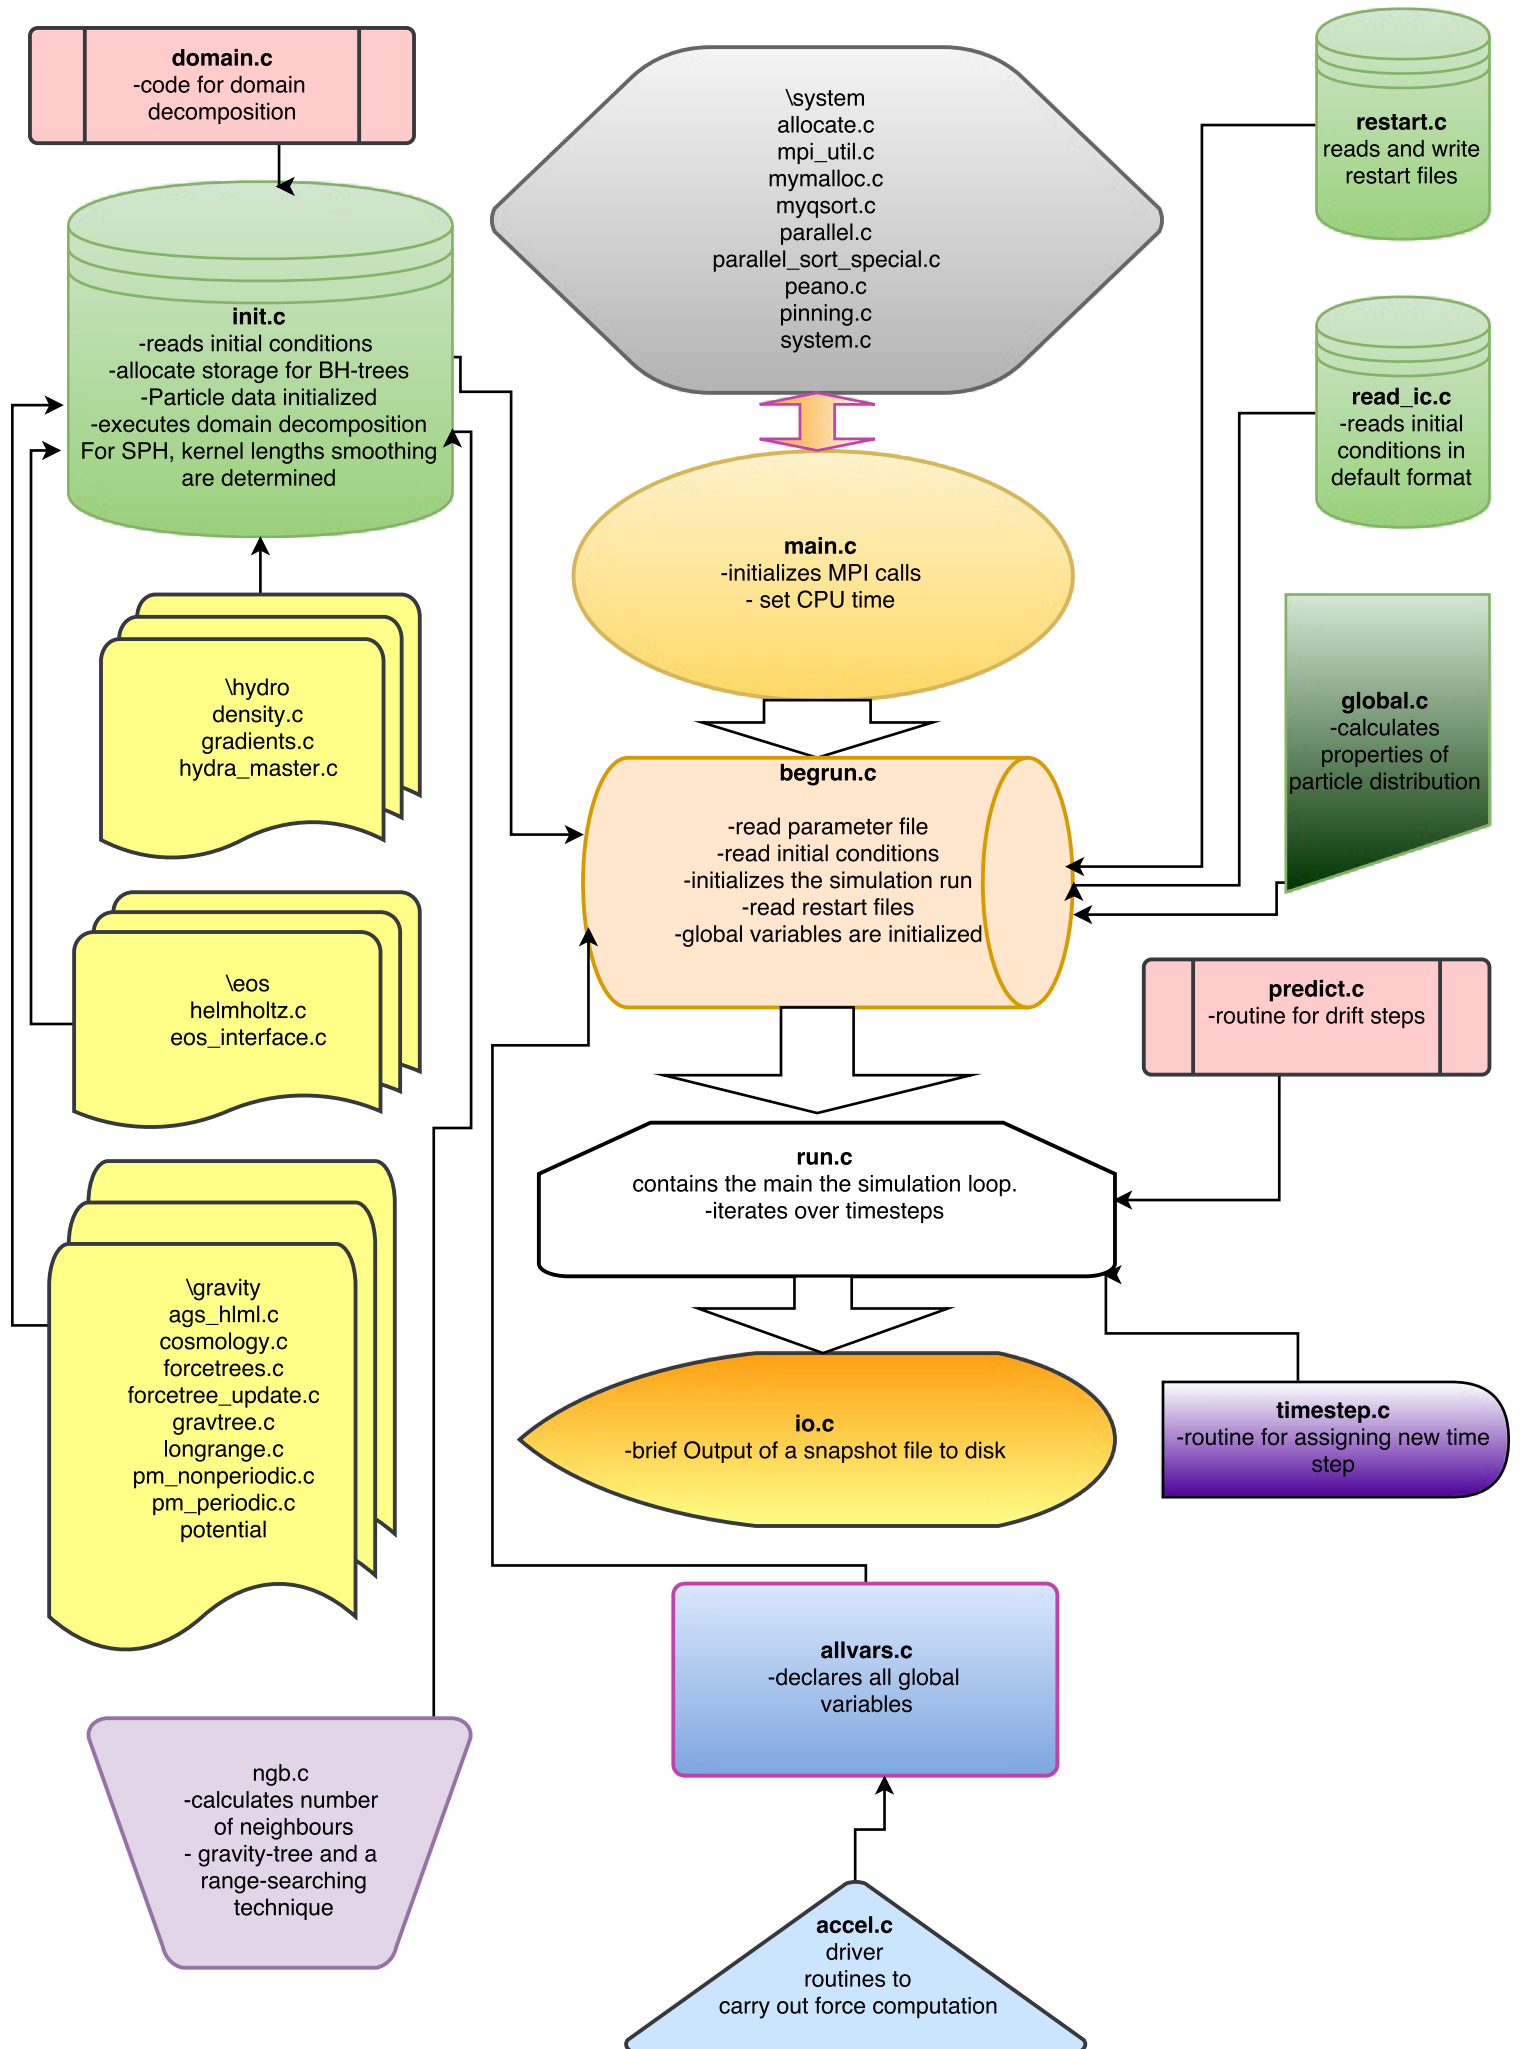 domain.c
-code for domain
decomposition
\system
allocate.c
mpi_util.c
mymalloc.c
myqsort.c
parallel.c
parallel_sort_special.c
peano.c
pinning.c
system.c
restart.c
reads and write
restart files
init.c
-reads initial conditions
-allocate storage for BH-trees
-Particle data initialized
-executes domain decomposition
For SPH, kernel lengths smoothing
are determined
read_ic.c
-reads initial
conditions in
default format
main.c
-initializes MPI calls
- set CPU time
\hydro
density.c
gradients.c
hydra_master.c
global.c
-calculates
properties of
particle distribution
begrun.c
-read parameter file
-read initial conditions
-initializes the simulation run
-read restart files
-global variables are initialized
\eos
helmholtz.c
eos_interface.c
predict.c
-routine for drift steps
run.c
contains the main the simulation loop.
-iterates over timesteps
\gravity
ags_hlml.c
cosmology.c
forcetrees.c
forcetree_update.c
gravtree.c
longrange.c
pm_nonperiodic.c
pm_periodic.c
potential
io.c
-brief Output of a snapshot file to disk
timestep.c
-routine for assigning new time
step
allvars.c
-declares all global
variables
ngb.c
-calculates number
of neighbours
- gravity-tree and a
range-searching
technique
accel.c
driver
routines to
carry out force computation